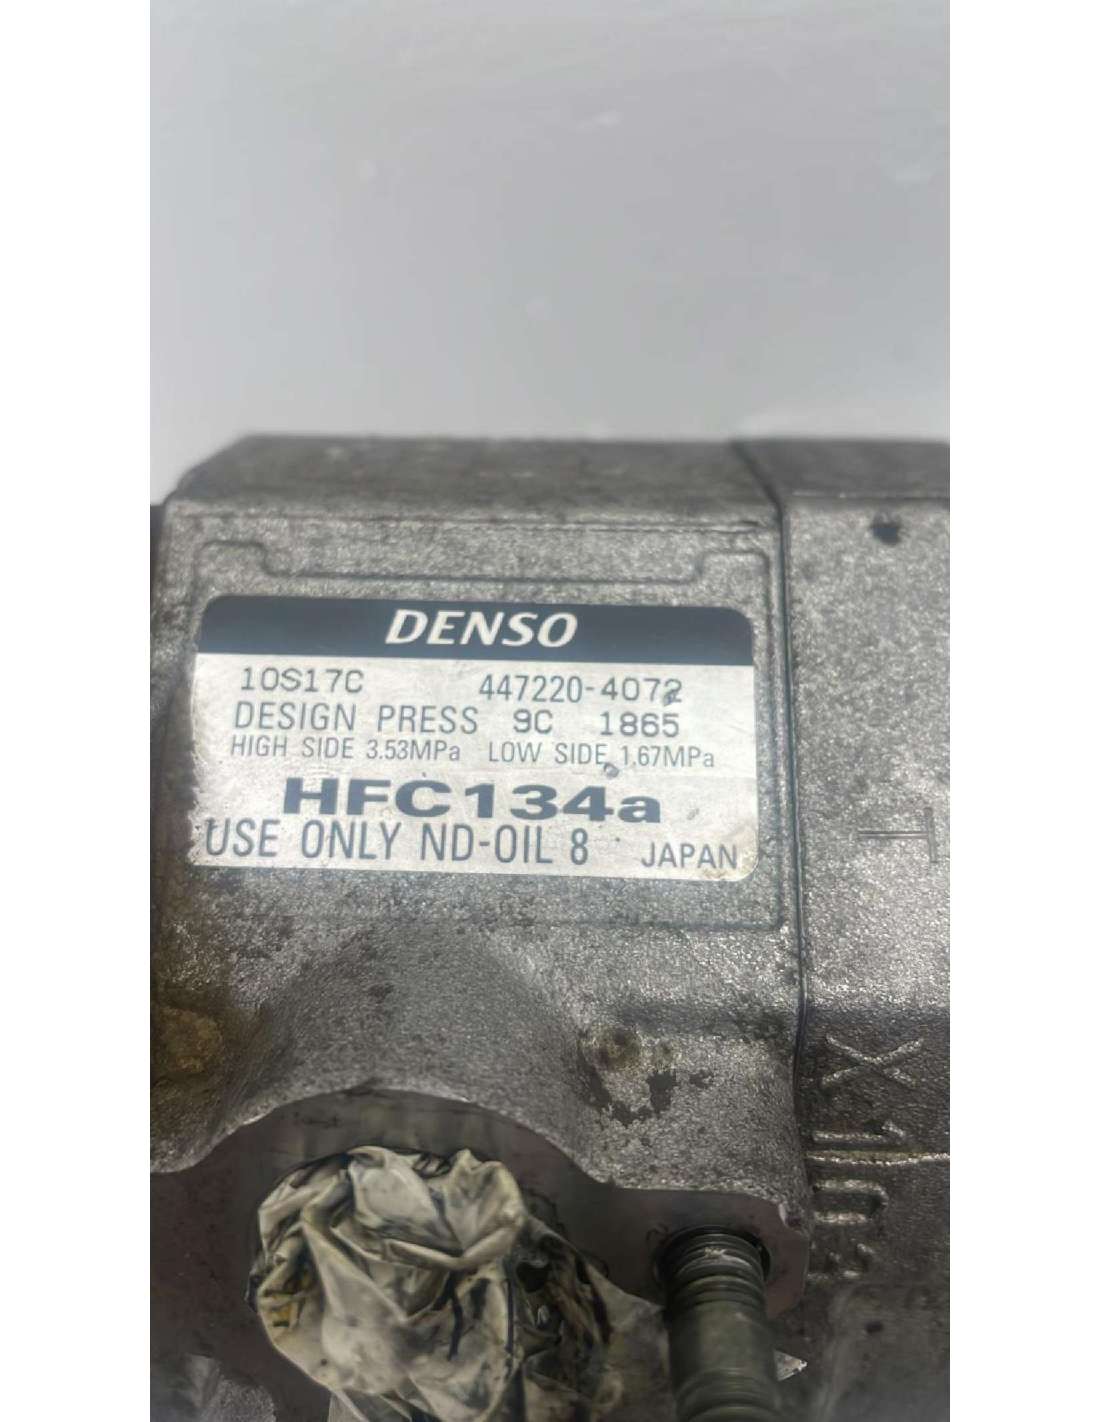 DENSO
10S17C 447220-4072
DESIGN PRESS 9C 1865
HIGH SIDE 3.53MPa LOW SIDE 1.67MPa
HFC134a
USE ONLY ND-OIL 8 JAPAN